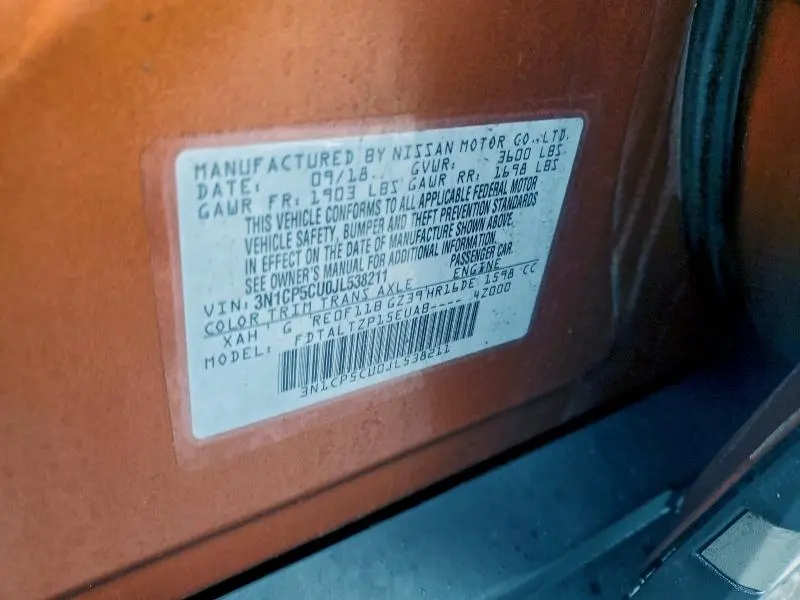 MANUFACTURED BY NISSAN MOTOR CO.,LTD.
DATE: 09/18 GVWR: 3600 LBS
GAWR FR: 1903 LBS GAWR RR: 1698 LBS
THIS VEHICLE CONFORMS TO ALL APPLICABLE FEDERAL MOTOR
VEHICLE SAFETY, BUMPER AND THEFT PREVENTION STANDARDS
IN EFFECT ON THE DATE OF MANUFACTURE SHOWN ABOVE.
SEE OWNER'S MANUAL FOR ADDITIONAL INFORMATION.
VIN: 3N1CP5CU0JL538211 PASSENGER CAR.
COLOR TRIM TRANS AXLE ENGINE
XAH G RE0F11B GZ39 HR16DE 1598 CC
MODEL: FDTALTZP15EUAB---- 42000
3N1CP5CU0JL538211